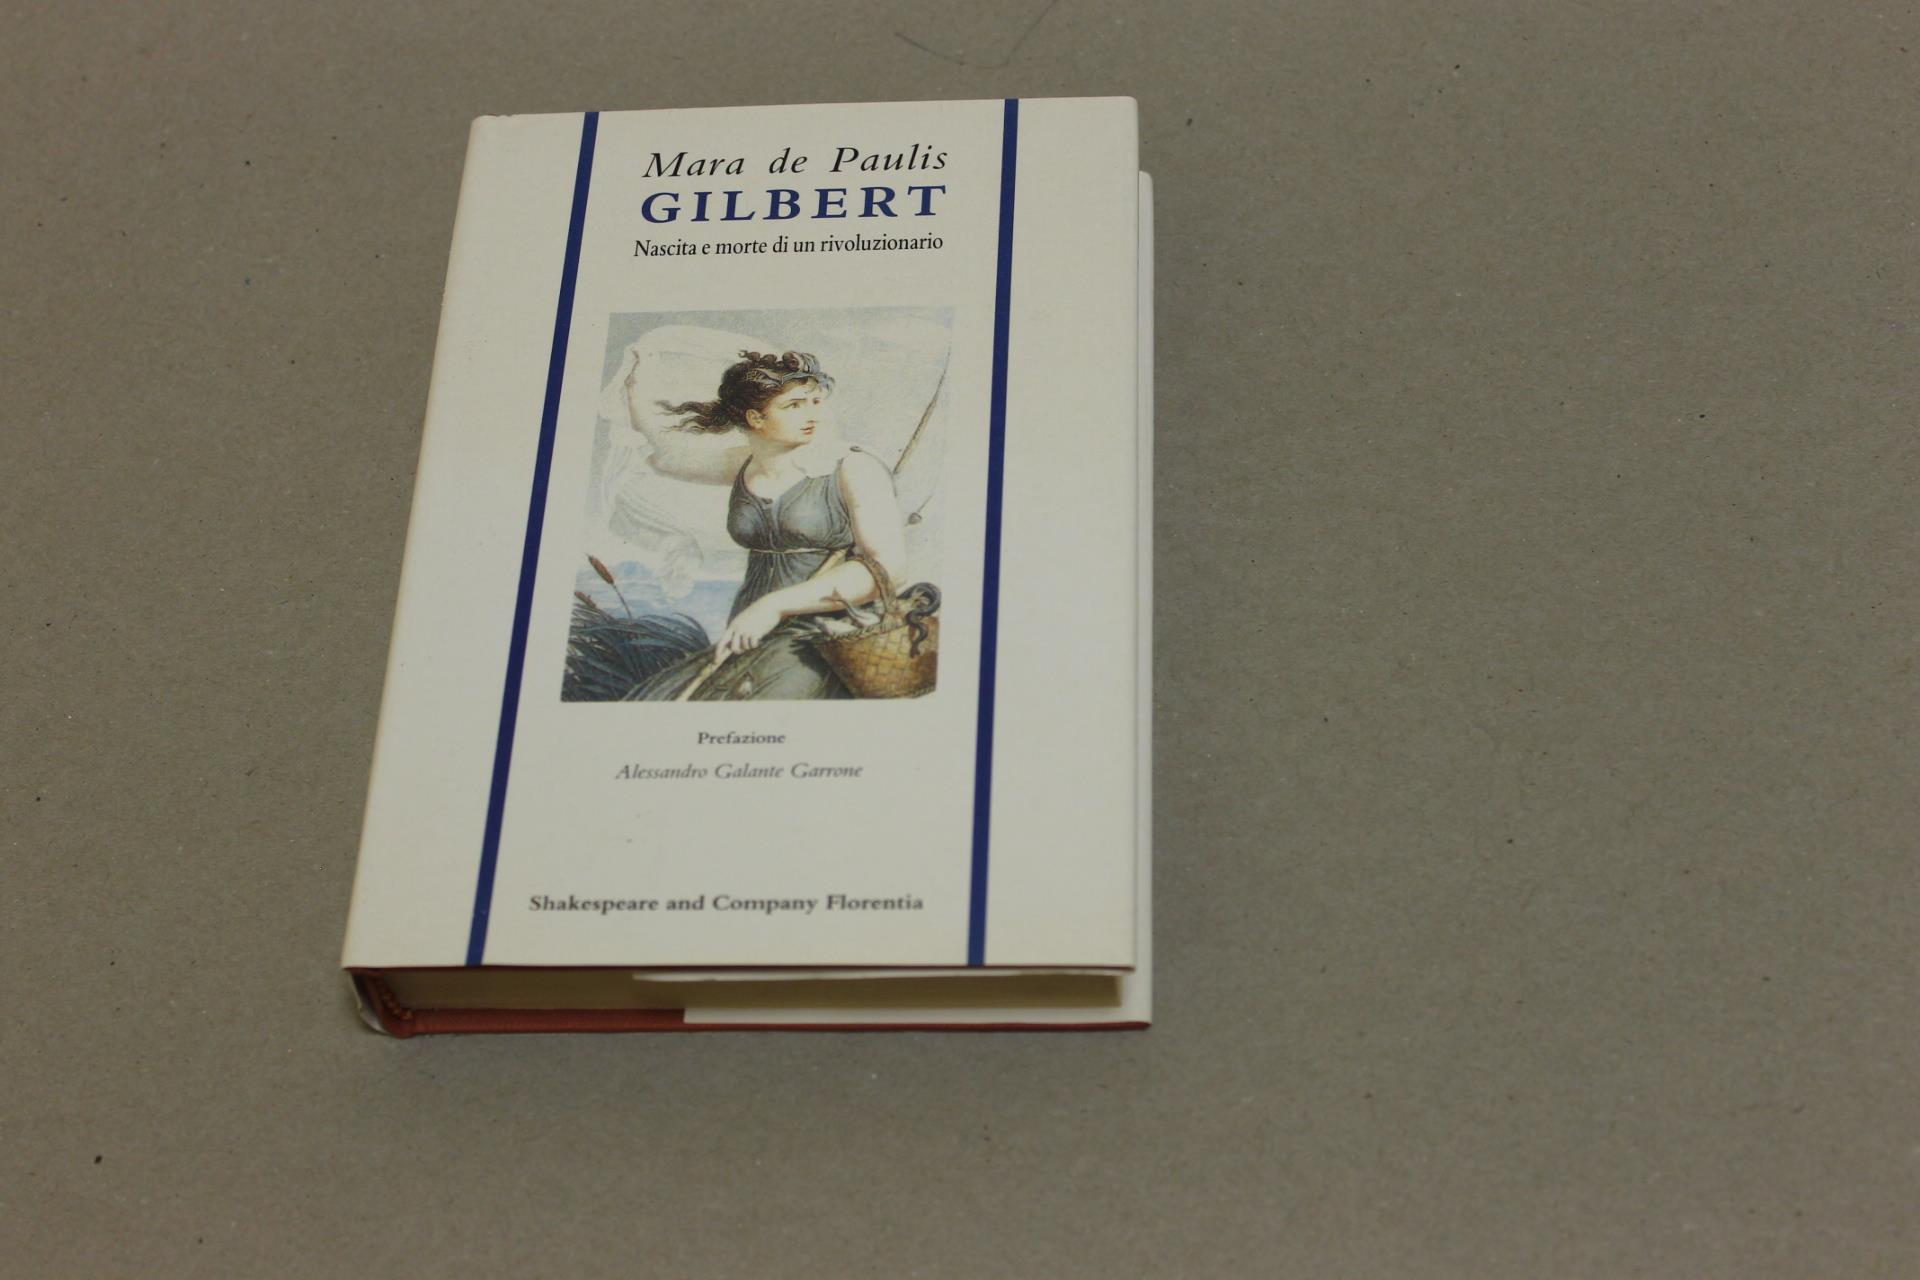 Mara de Paulis
GILBERT
Nascita e morte di un rivoluzionario
Prefazione
Alessandro Galante Garrone
Shakespeare and Company Florentia